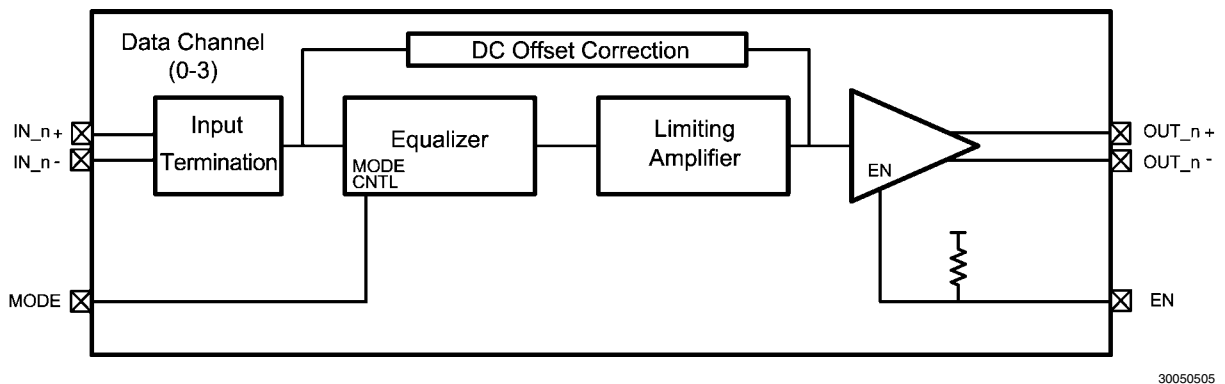 Data Channel
(0-3)
DC Offset Correction
IN_n+
IN_n-
Input
Termination
Equalizer
MODE
CNTL
Limiting
Amplifier
EN
OUT_n+
OUT_n-
MODE
EN
30050505